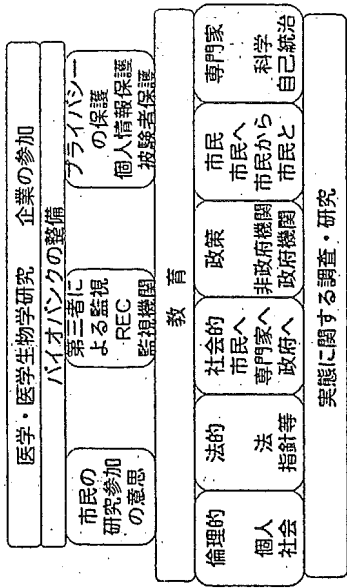 医学・医学生物学研究　企業の参加
バイオバンクの整備
市民の
研究参加
の意思
第三者に
よる監視
REC
監視機関
プライバシー
の保護
個人情報保護
被験者保護
教育
倫理的
個人
社会
法的
法
指針等
社会的
市民へ
専門家へ
政府へ
政策
非政府機関
政府機関
市民
市民へ
市民から
市民と
専門家
科学
自己統治
実態に関する調査・研究